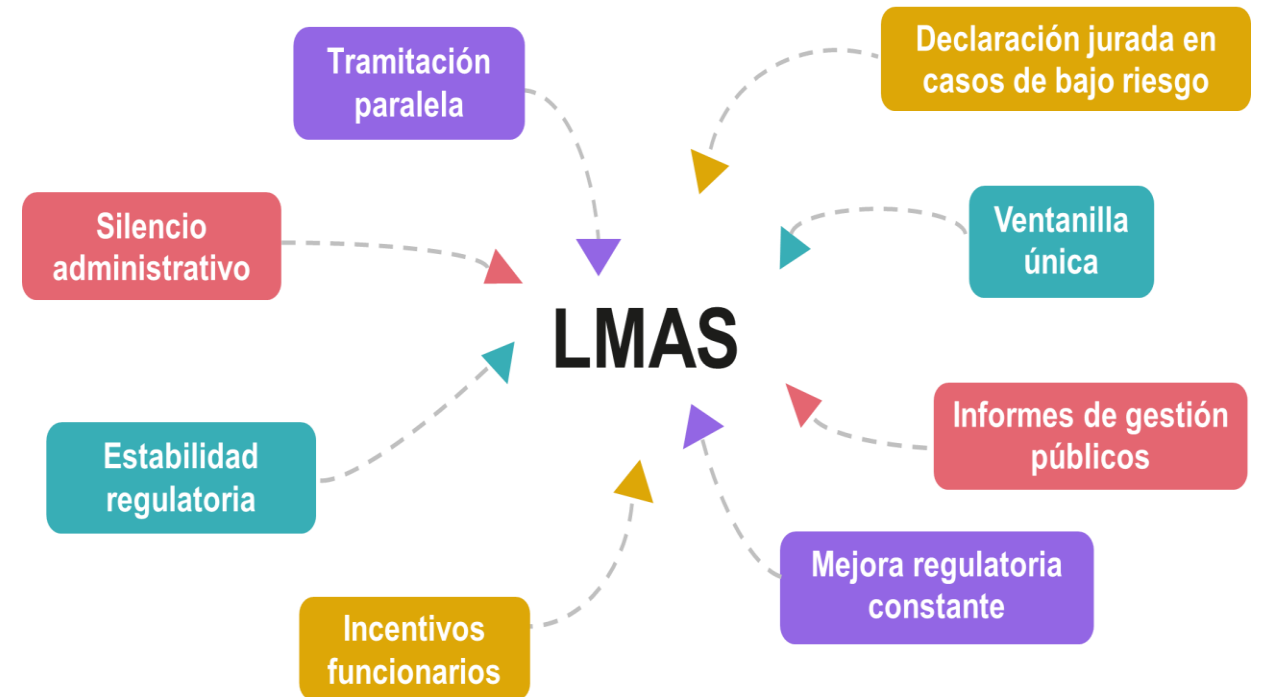 Tramitación
paralela
Declaración jurada en
casos de bajo riesgo
Silencio
administrativo
Ventanilla
única
LMAS
Estabilidad
regulatoria
Informes de gestión
públicos
Mejora regulatoria
constante
Incentivos
funcionarios